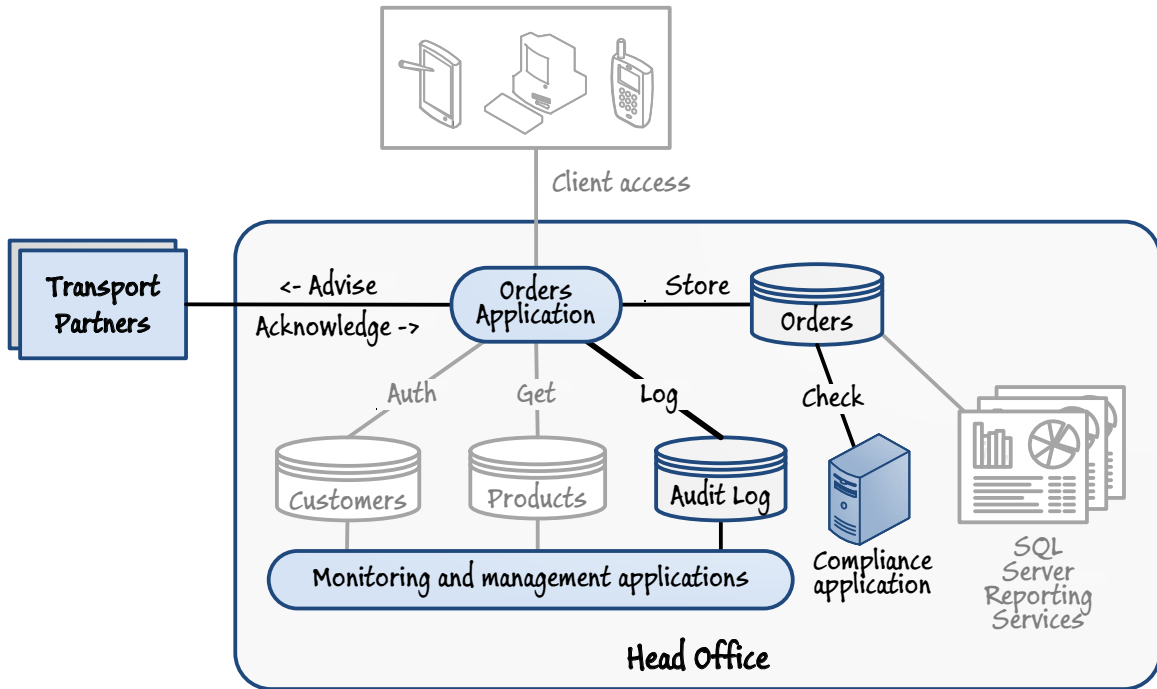 Client access
Transport
Partners
<- Advise
Acknowledge ->
Orders
Application
Store
Orders
Auth
Get
Log
Check
Customers
Products
Audit Log
Monitoring and management applications
Compliance
application
SQL
Server
Reporting
Services
Head Office